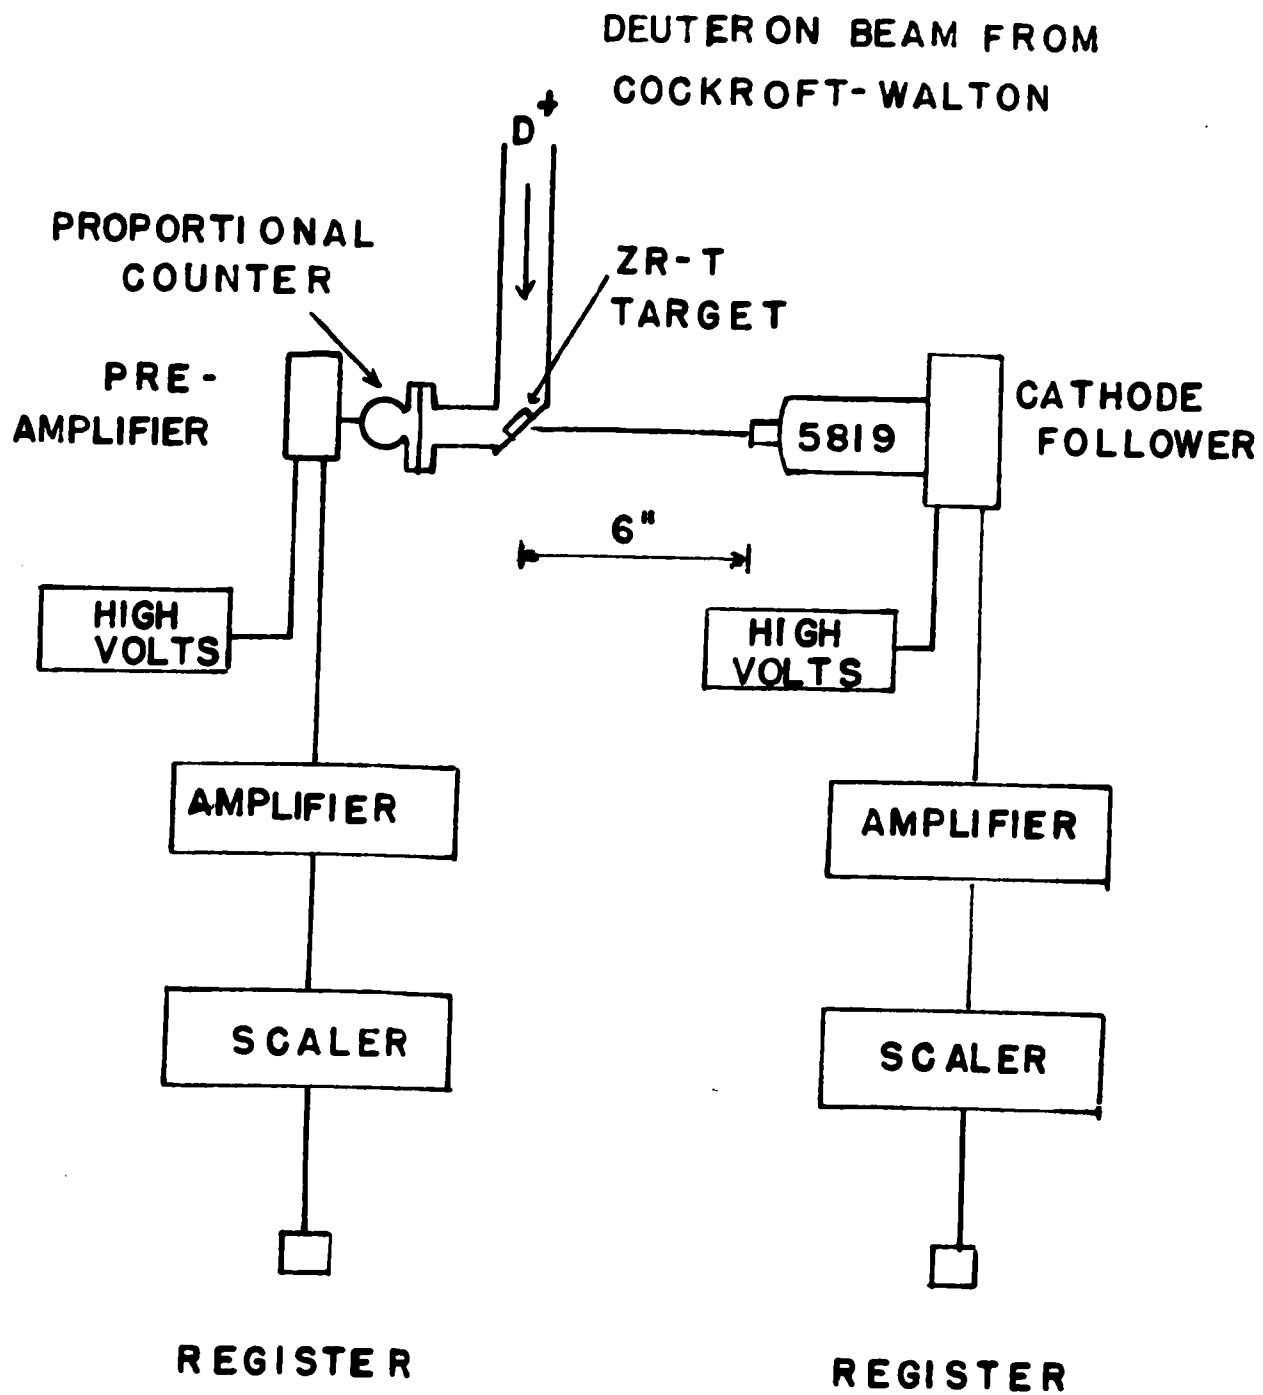 DEUTERON BEAM FROM
COCKROFT-WALTON
D+
PROPORTIONAL
COUNTER
ZR-T
TARGET
PRE-
AMPLIFIER
5819
CATHODE
FOLLOWER
6"
HIGH
VOLTS
HIGH
VOLTS
AMPLIFIER
AMPLIFIER
SCALER
SCALER
REGISTER
REGISTER